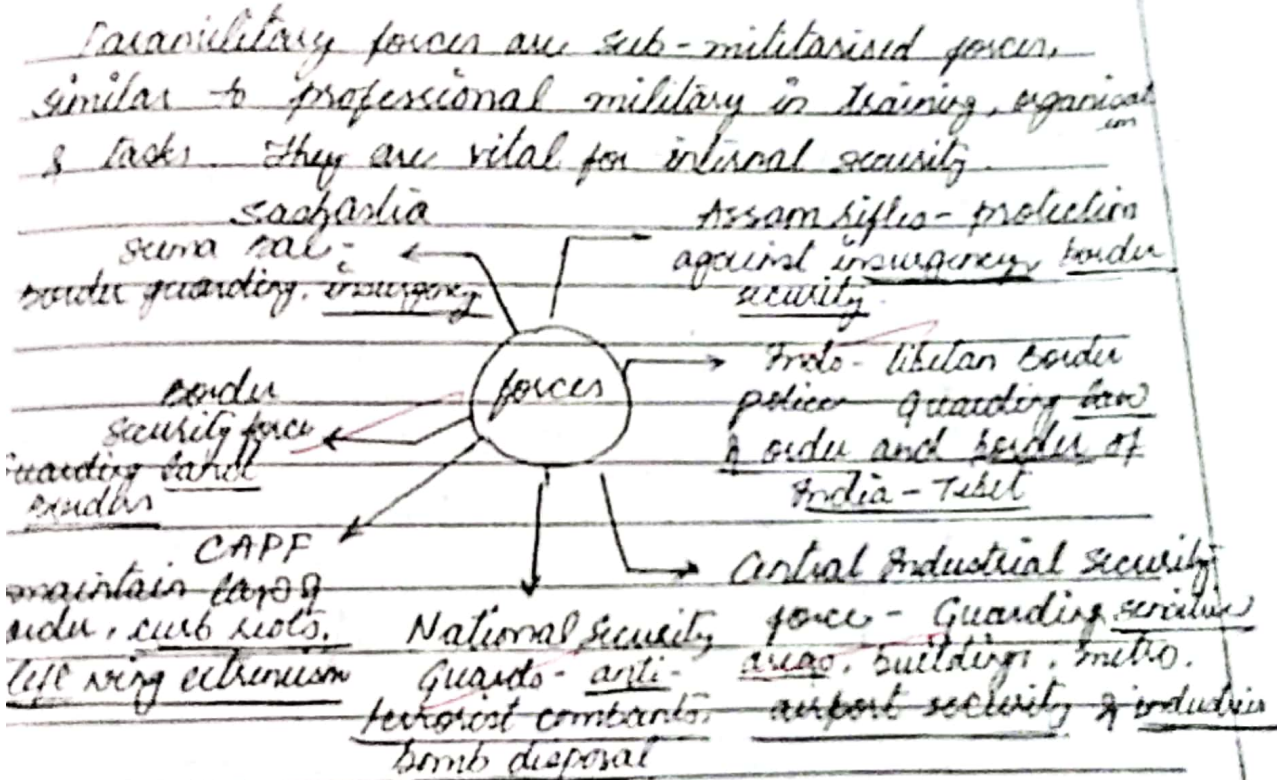 Paramilitary forces are sub-militarised forces,
similar to professional military in training, organisation
& tasks. They are vital for internal security.
Sashastra
Seema Bal -
Border guarding, insurgency
Assam Rifles - protection
against insurgency, border
security.
forces
Indo-Tibetan Border
police Guarding law
& order and border of
India - Tibet
Border
security force
guarding land
borders
CAPF
maintain law &
order, curb riots,
left wing extremism
National Security
Guards - anti-
terrorist combants,
bomb disposal
Central Industrial Security
force - Guarding sensitive
areas, buildings, metro.
airport security & industries